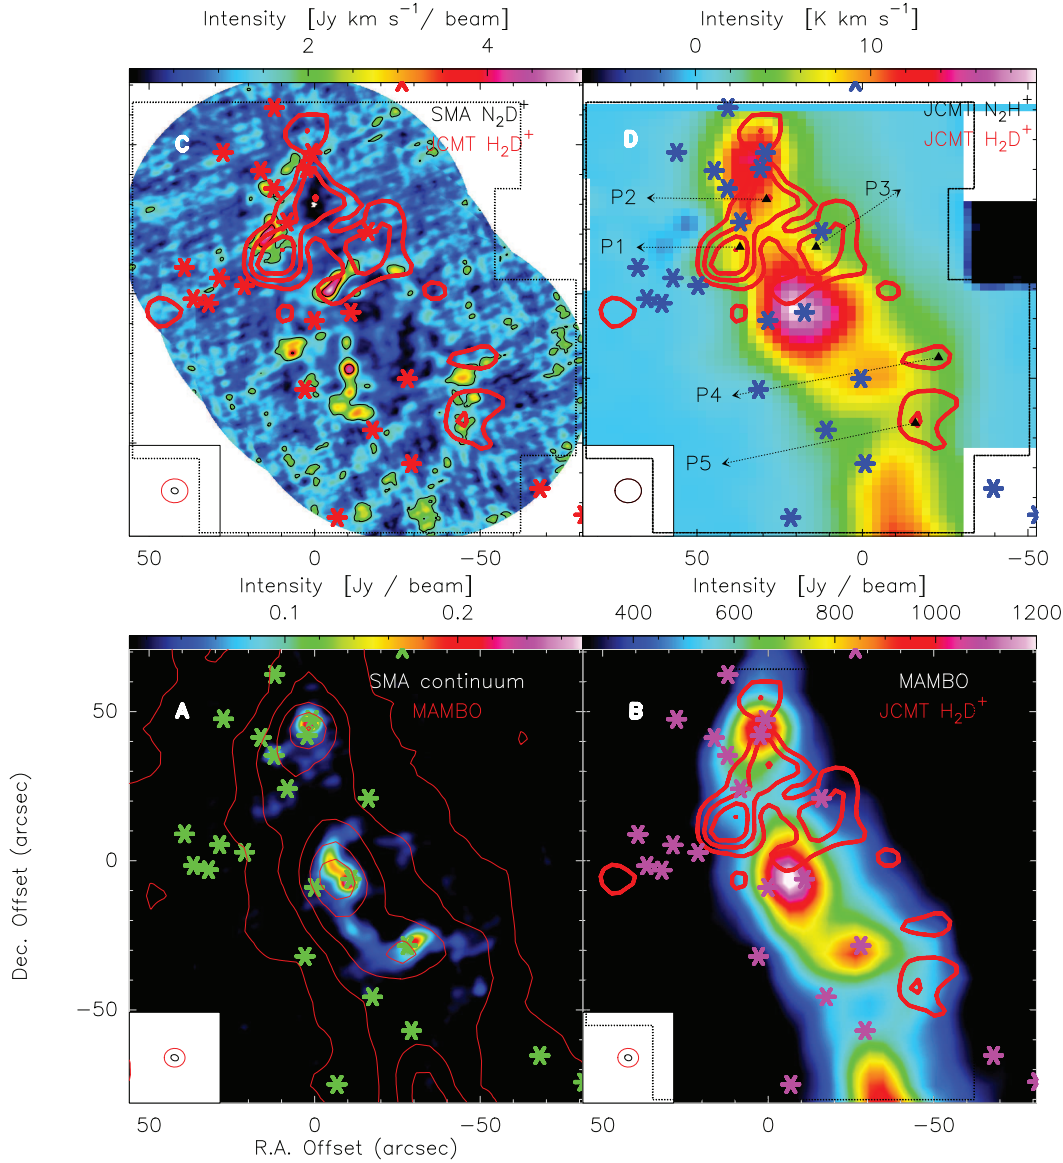 Intensity [Jy km s⁻¹/ beam]
2 4
Intensity [K km s⁻¹]
0 10
C
SMA N₂D⁺
JCMT H₂D⁺
D
JCMT N₂H⁺
JCMT H₂D⁺
P3
P2
P1
P4
P5
50 0 −50
50 0 −50
Intensity [Jy / beam]
0.1 0.2
Intensity [Jy / beam]
400 600 800 1000 1200
A
SMA continuum
MAMBO
B
MAMBO
JCMT H₂D⁺
50
0
−50
Dec. Offset (arcsec)
50 0 −50
R.A. Offset (arcsec)
50 0 −50